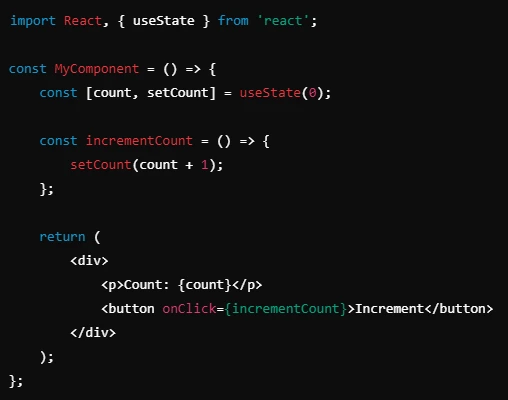 import React, { useState } from 'react';

const MyComponent = () => {
    const [count, setCount] = useState(0);

    const incrementCount = () => {
        setCount(count + 1);
    };

    return (
        <div>
            <p>Count: {count}</p>
            <button onClick={incrementCount}>Increment</button>
        </div>
    );
};